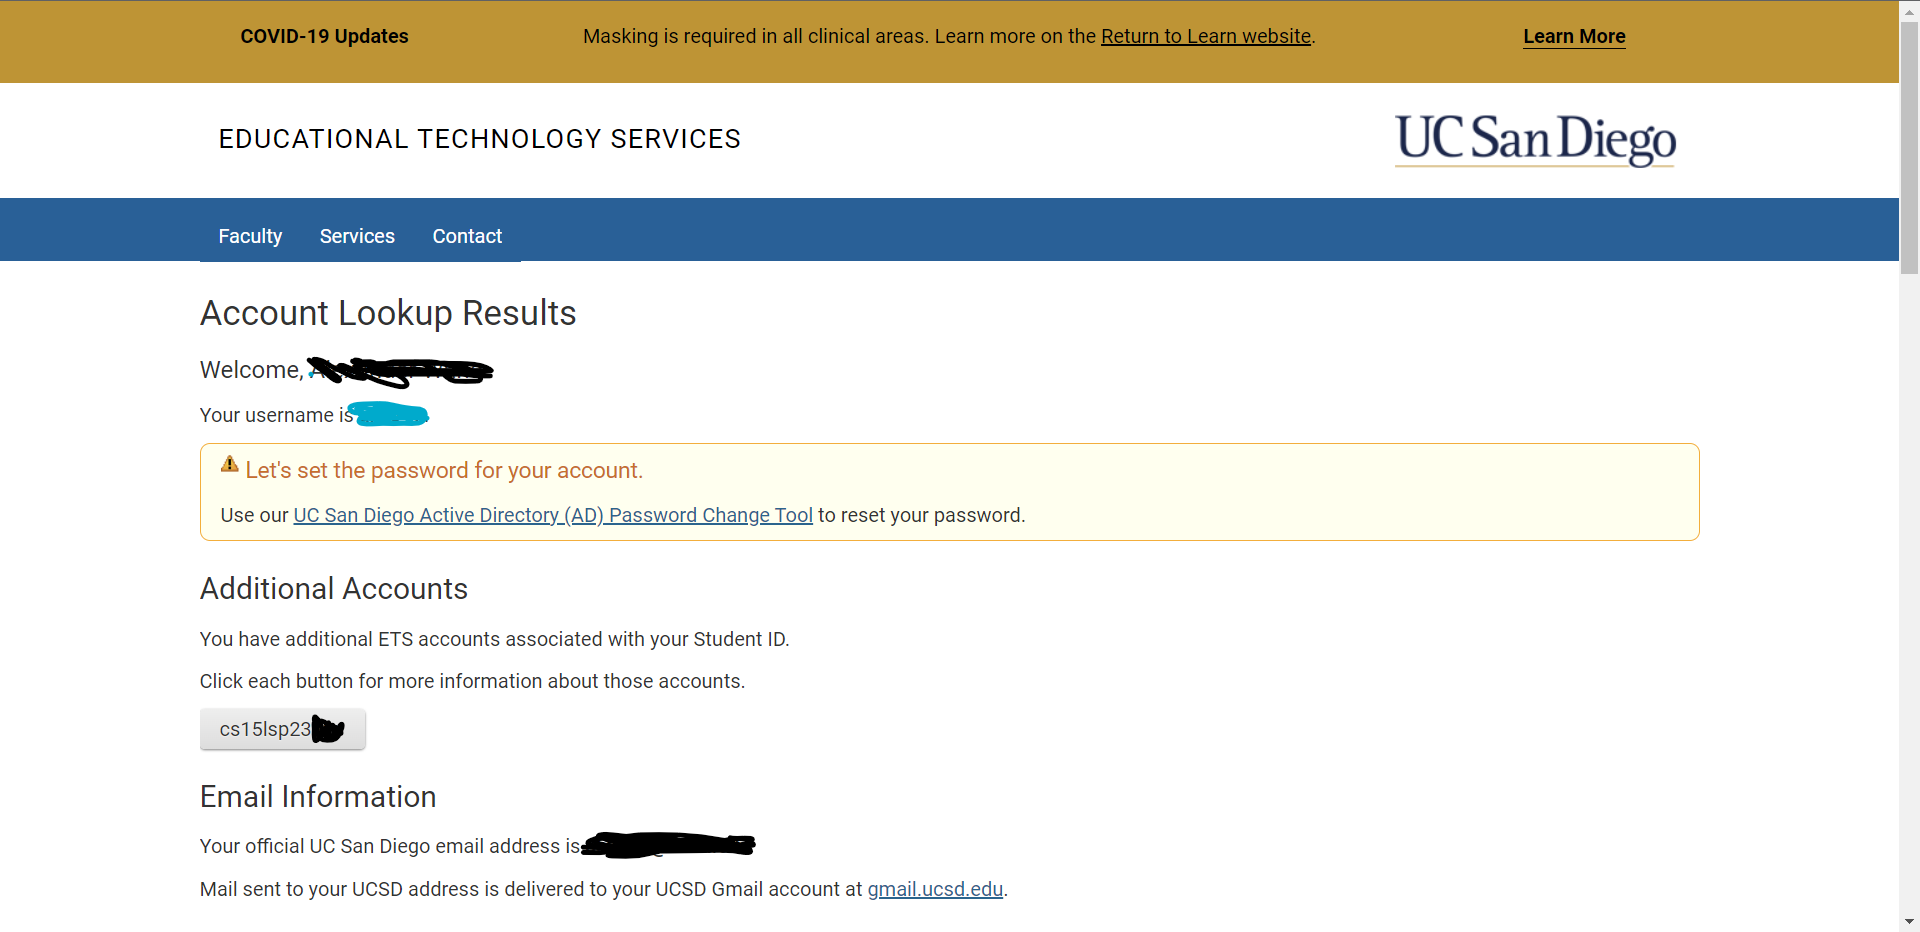 COVID-19 Updates
Masking is required in all clinical areas. Learn more on the Return to Learn website.
Learn More
EDUCATIONAL TECHNOLOGY SERVICES
UC San Diego
Faculty
Services
Contact
Account Lookup Results
Welcome,
Your username is
Let's set the password for your account.
Use our UC San Diego Active Directory (AD) Password Change Tool to reset your password.
Additional Accounts
You have additional ETS accounts associated with your Student ID.
Click each button for more information about those accounts.
cs15lsp23
Email Information
Your official UC San Diego email address is
Mail sent to your UCSD address is delivered to your UCSD Gmail account at gmail.ucsd.edu.